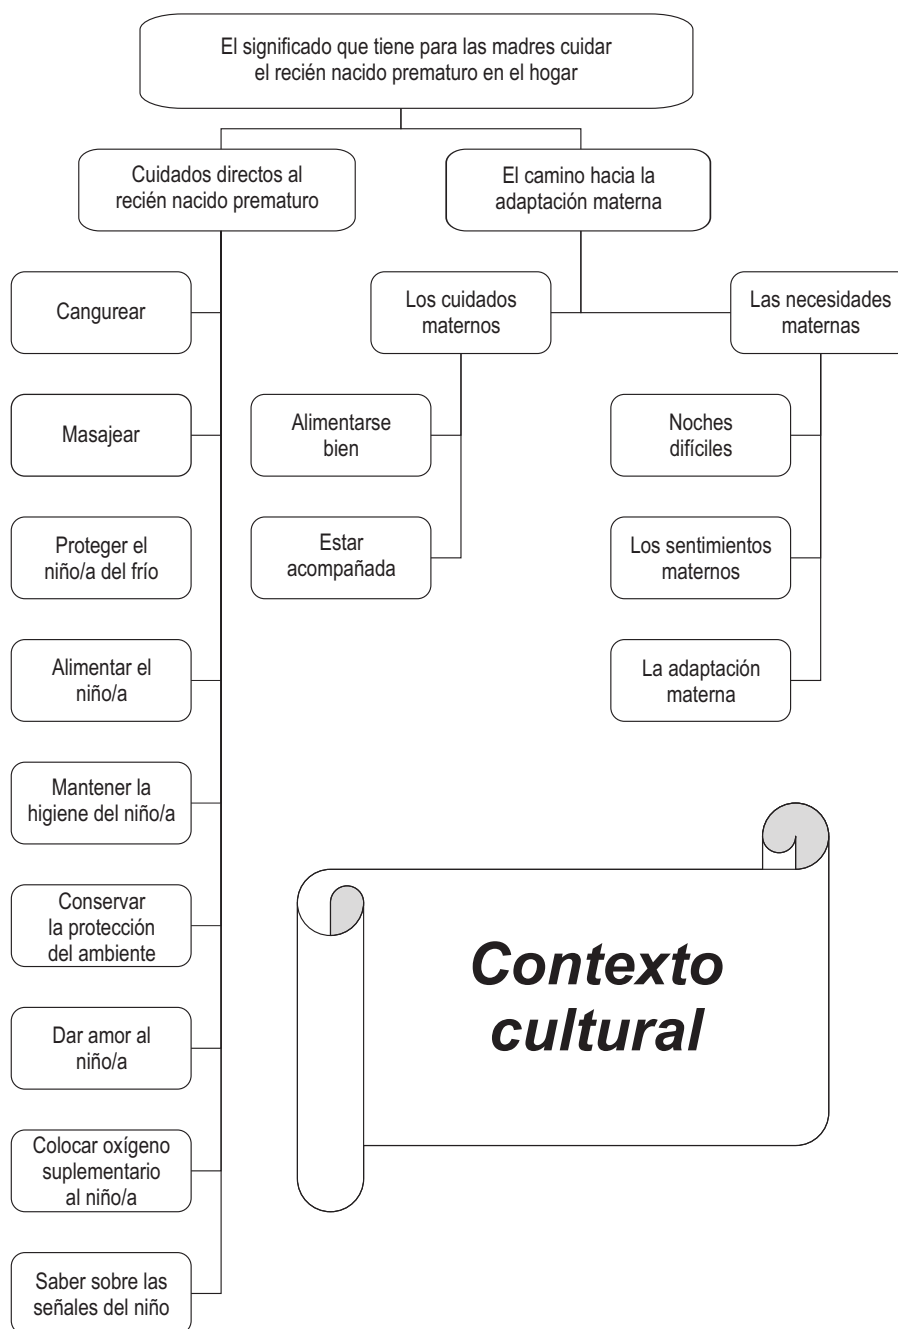 El significado que tiene para las madres cuidar
el recién nacido prematuro en el hogar
Cuidados directos al
recién nacido prematuro
El camino hacia la
adaptación materna
Cangurear
Masajear
Proteger el
niño/a del frío
Alimentar el
niño/a
Mantener la
higiene del niño/a
Conservar
la protección
del ambiente
Dar amor al
niño/a
Colocar oxígeno
suplementario
al niño/a
Saber sobre las
señales del niño
Los cuidados
maternos
Alimentarse
bien
Estar
acompañada
Las necesidades
maternas
Noches
difíciles
Los sentimientos
maternos
La adaptación
materna
Contexto
cultural